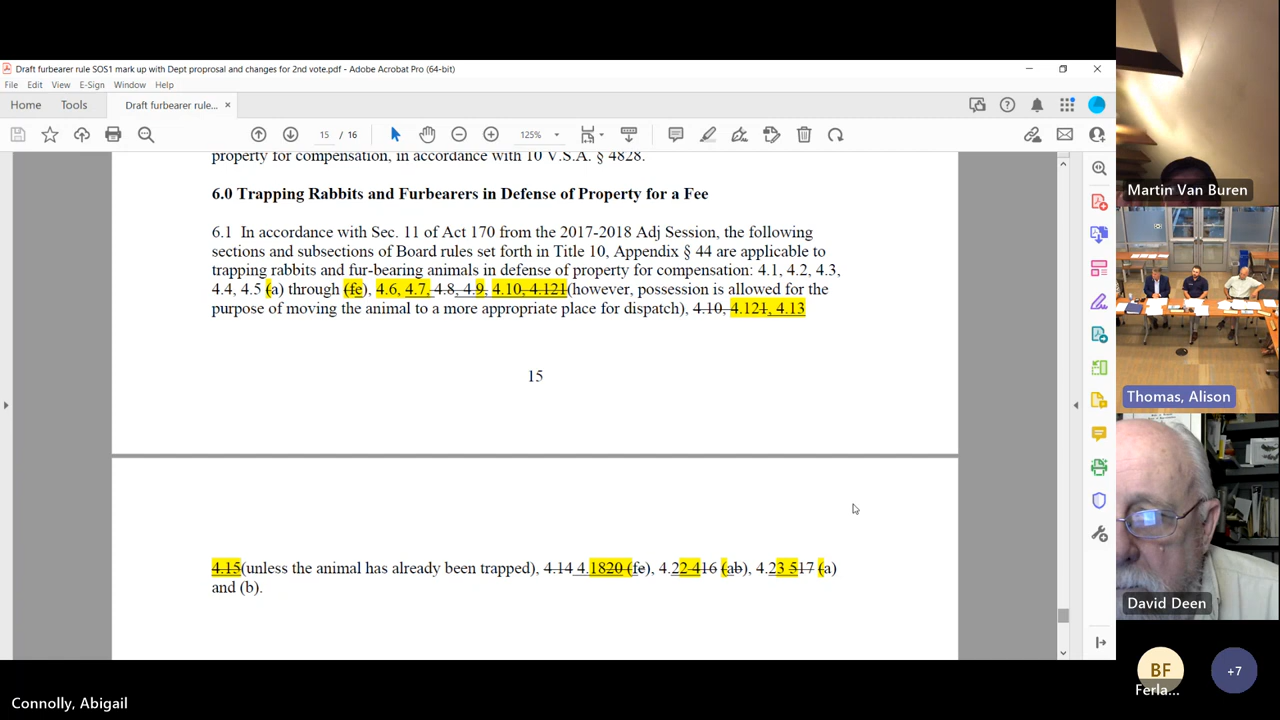 Draft furbearer rule SOS1 mark up with Dept proprosal and changes for 2nd vote.pdf - Adobe Acrobat Pro (64-bit)
File Edit View E-Sign Window Help
Home Tools Draft furbearer rule... ×
15 / 16 125%
property for compensation, in accordance with 10 V.S.A. § 4828.
6.0 Trapping Rabbits and Furbearers in Defense of Property for a Fee
6.1 In accordance with Sec. 11 of Act 170 from the 2017-2018 Adj Session, the following
sections and subsections of Board rules set forth in Title 10, Appendix § 44 are applicable to
trapping rabbits and fur-bearing animals in defense of property for compensation: 4.1, 4.2, 4.3,
4.4, 4.5 (a) through (fe), 4.6, 4.7, 4.8, 4.9, 4.10, 4.121(however, possession is allowed for the
purpose of moving the animal to a more appropriate place for dispatch), 4.10, 4.121, 4.13
15
4.15(unless the animal has already been trapped), 4.14 4.1820 (fe), 4.22 416 (ab), 4.23 517 (a)
and (b).
Martin Van Buren
Thomas, Alison
David Deen
BF
Ferla...
+7
Connolly, Abigail